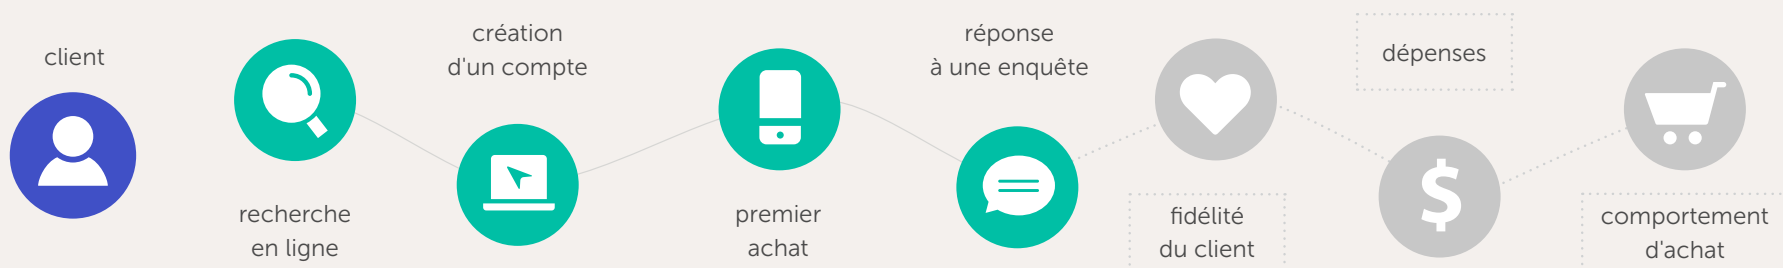 client
recherche
en ligne
création
d'un compte
premier
achat
réponse
à une enquête
fidélité
du client
dépenses
$
comportement
d'achat